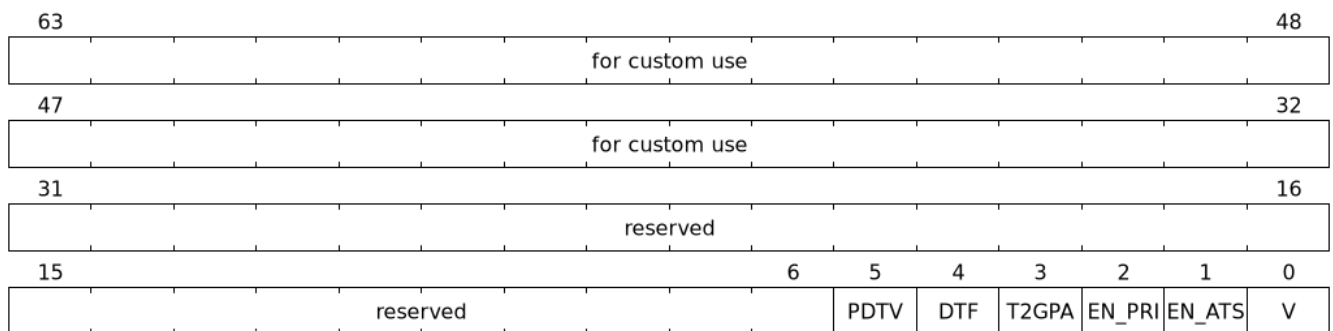 63 48
for custom use
47 32
for custom use
31 16
reserved
15 6 5 4 3 2 1 0
reserved PDTV DTF T2GPA EN_PRI EN_ATS V